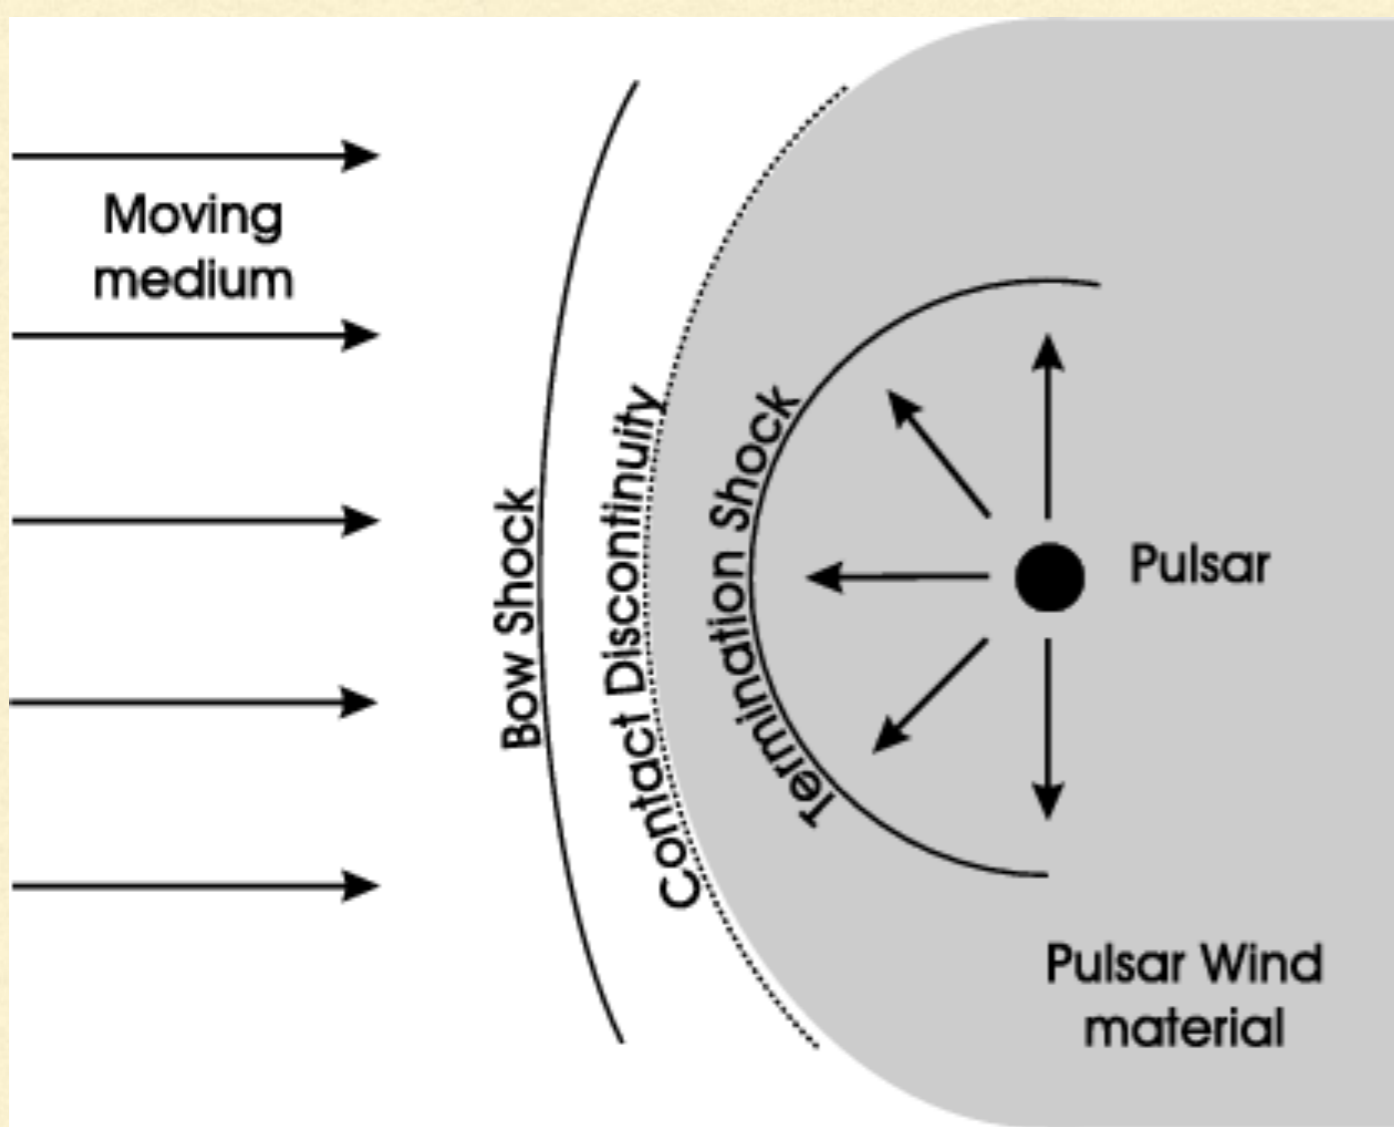 Moving
medium
Bow Shock
Contact Discontinuity
Termination Shock
Pulsar
Pulsar Wind
material